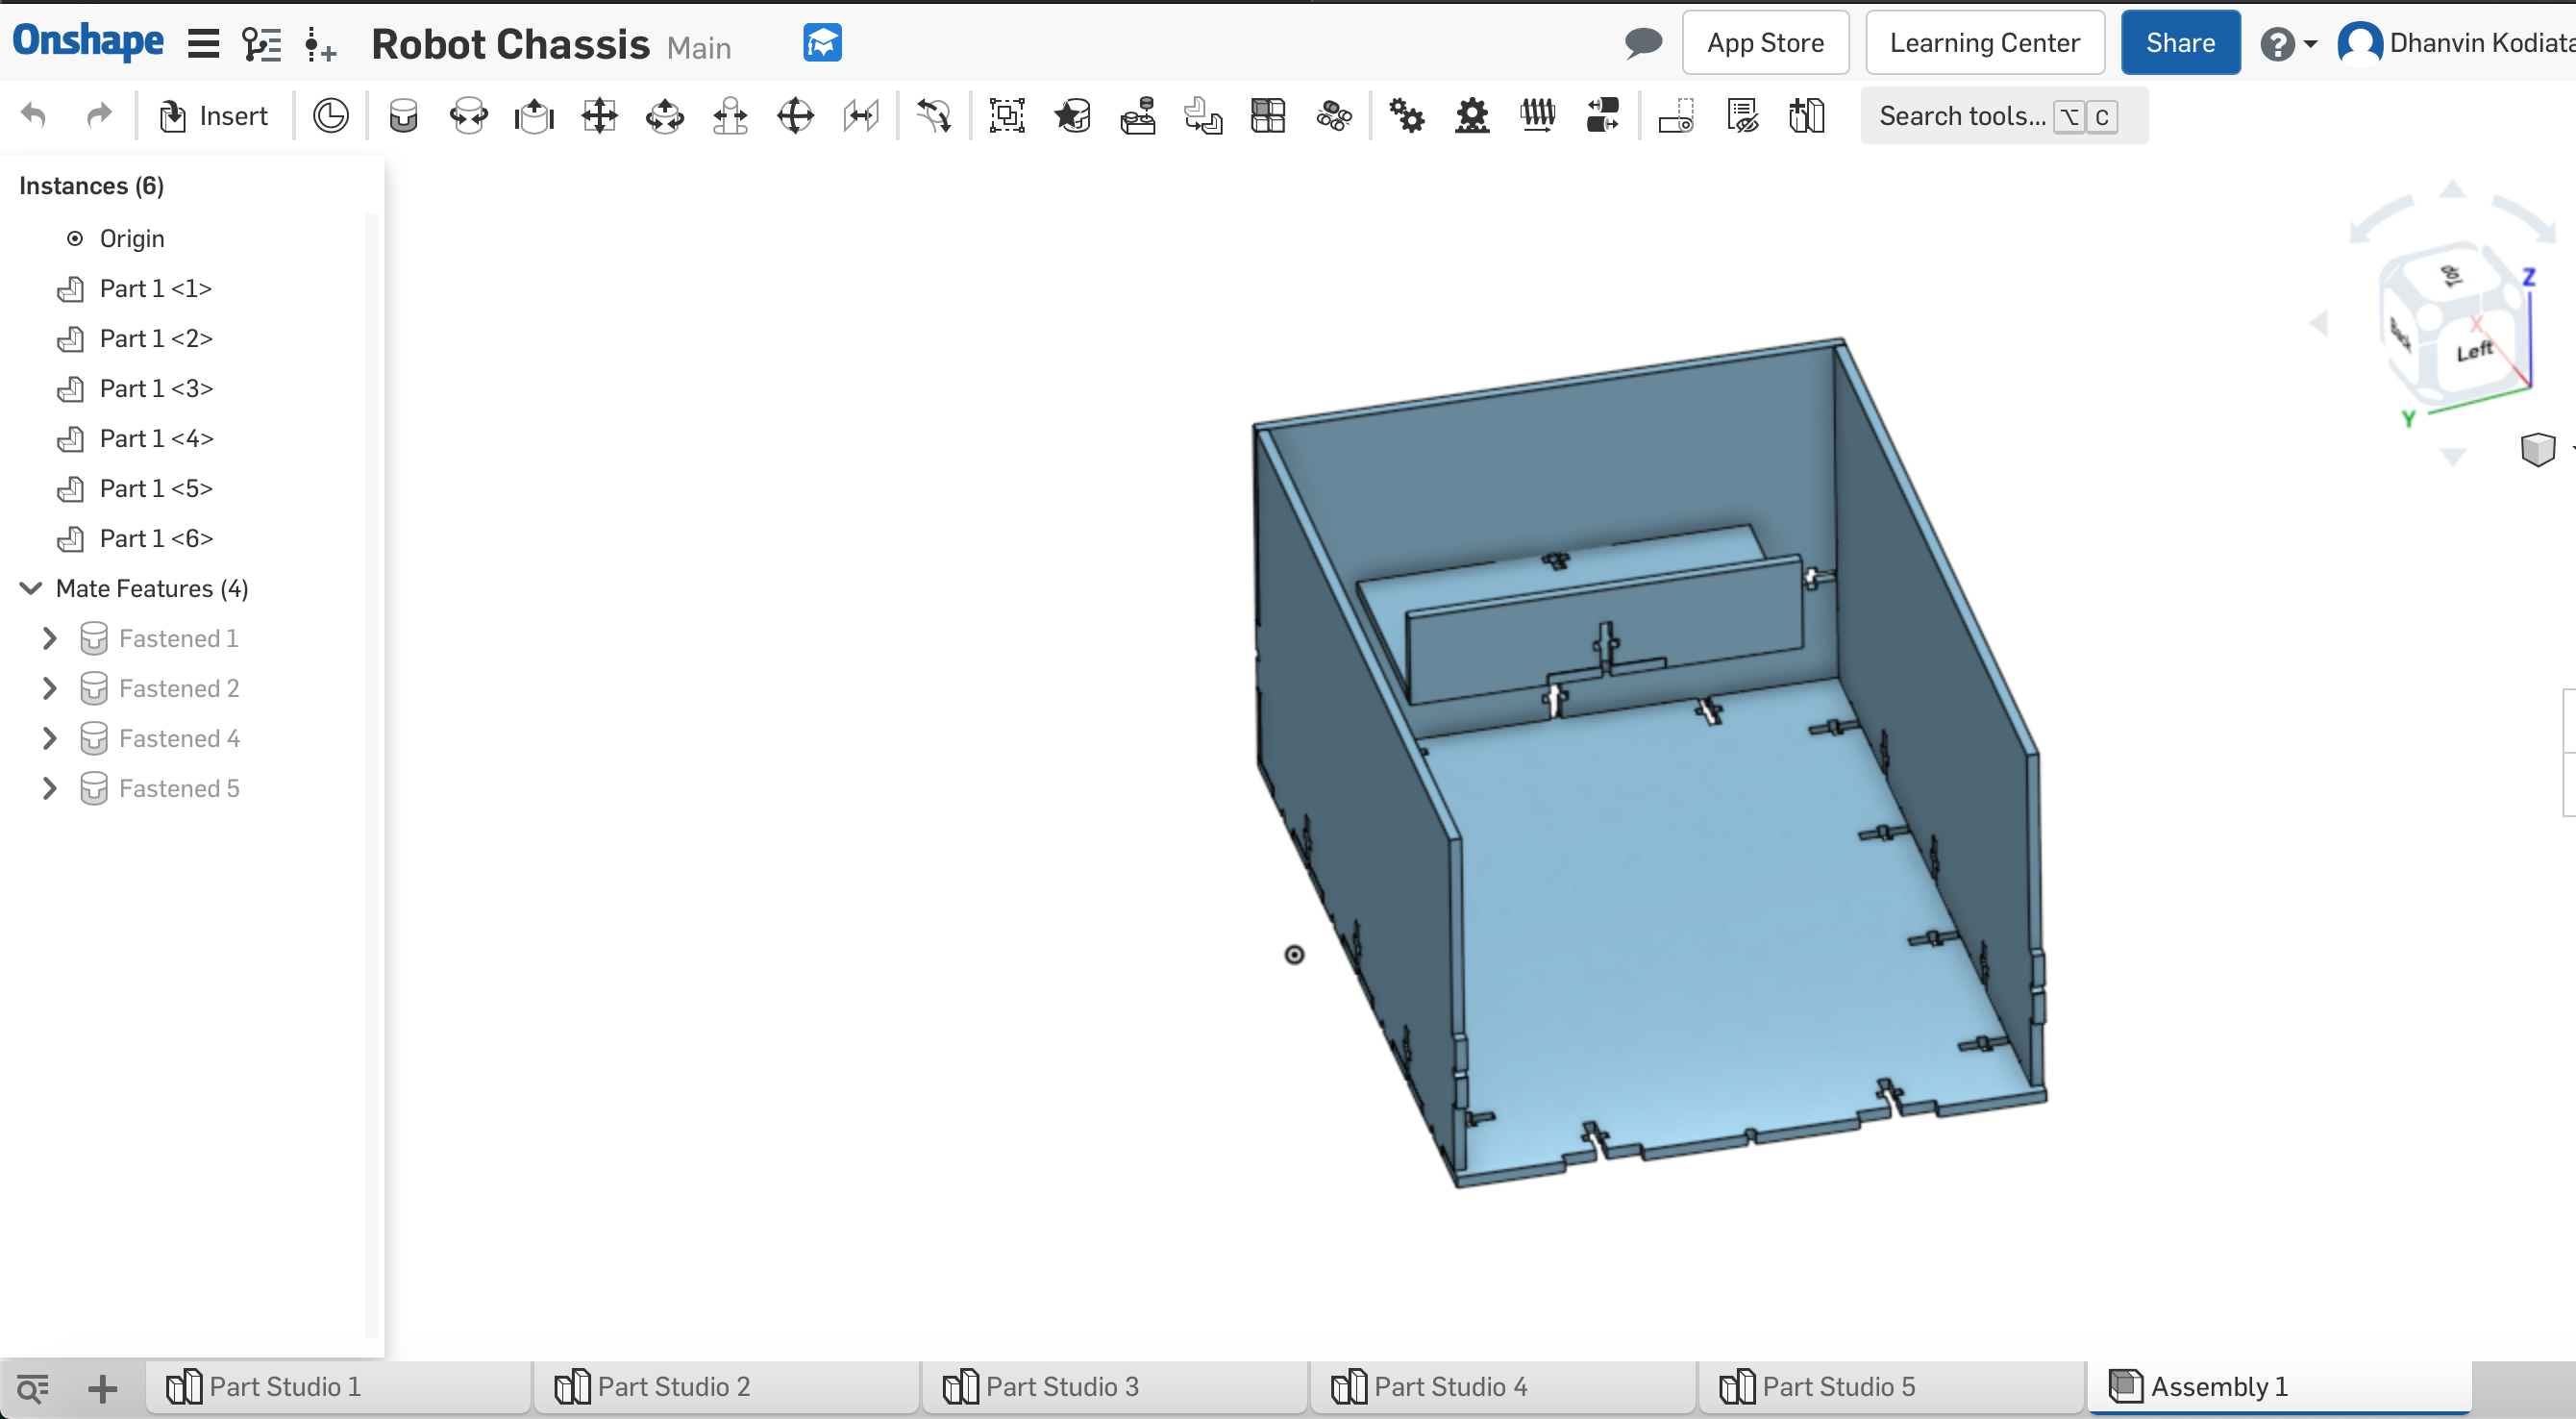 Onshape Robot Chassis Main App Store Learning Center Share
Insert Search tools... ⌥ C
Instances (6)
Origin
Part 1 <1>
Part 1 <2>
Part 1 <3>
Part 1 <4>
Part 1 <5>
Part 1 <6>
Mate Features (4)
Fastened 1
Fastened 2
Fastened 4
Fastened 5
Top
Z
Back
X
Left
Y
Part Studio 1 Part Studio 2 Part Studio 3 Part Studio 4 Part Studio 5 Assembly 1